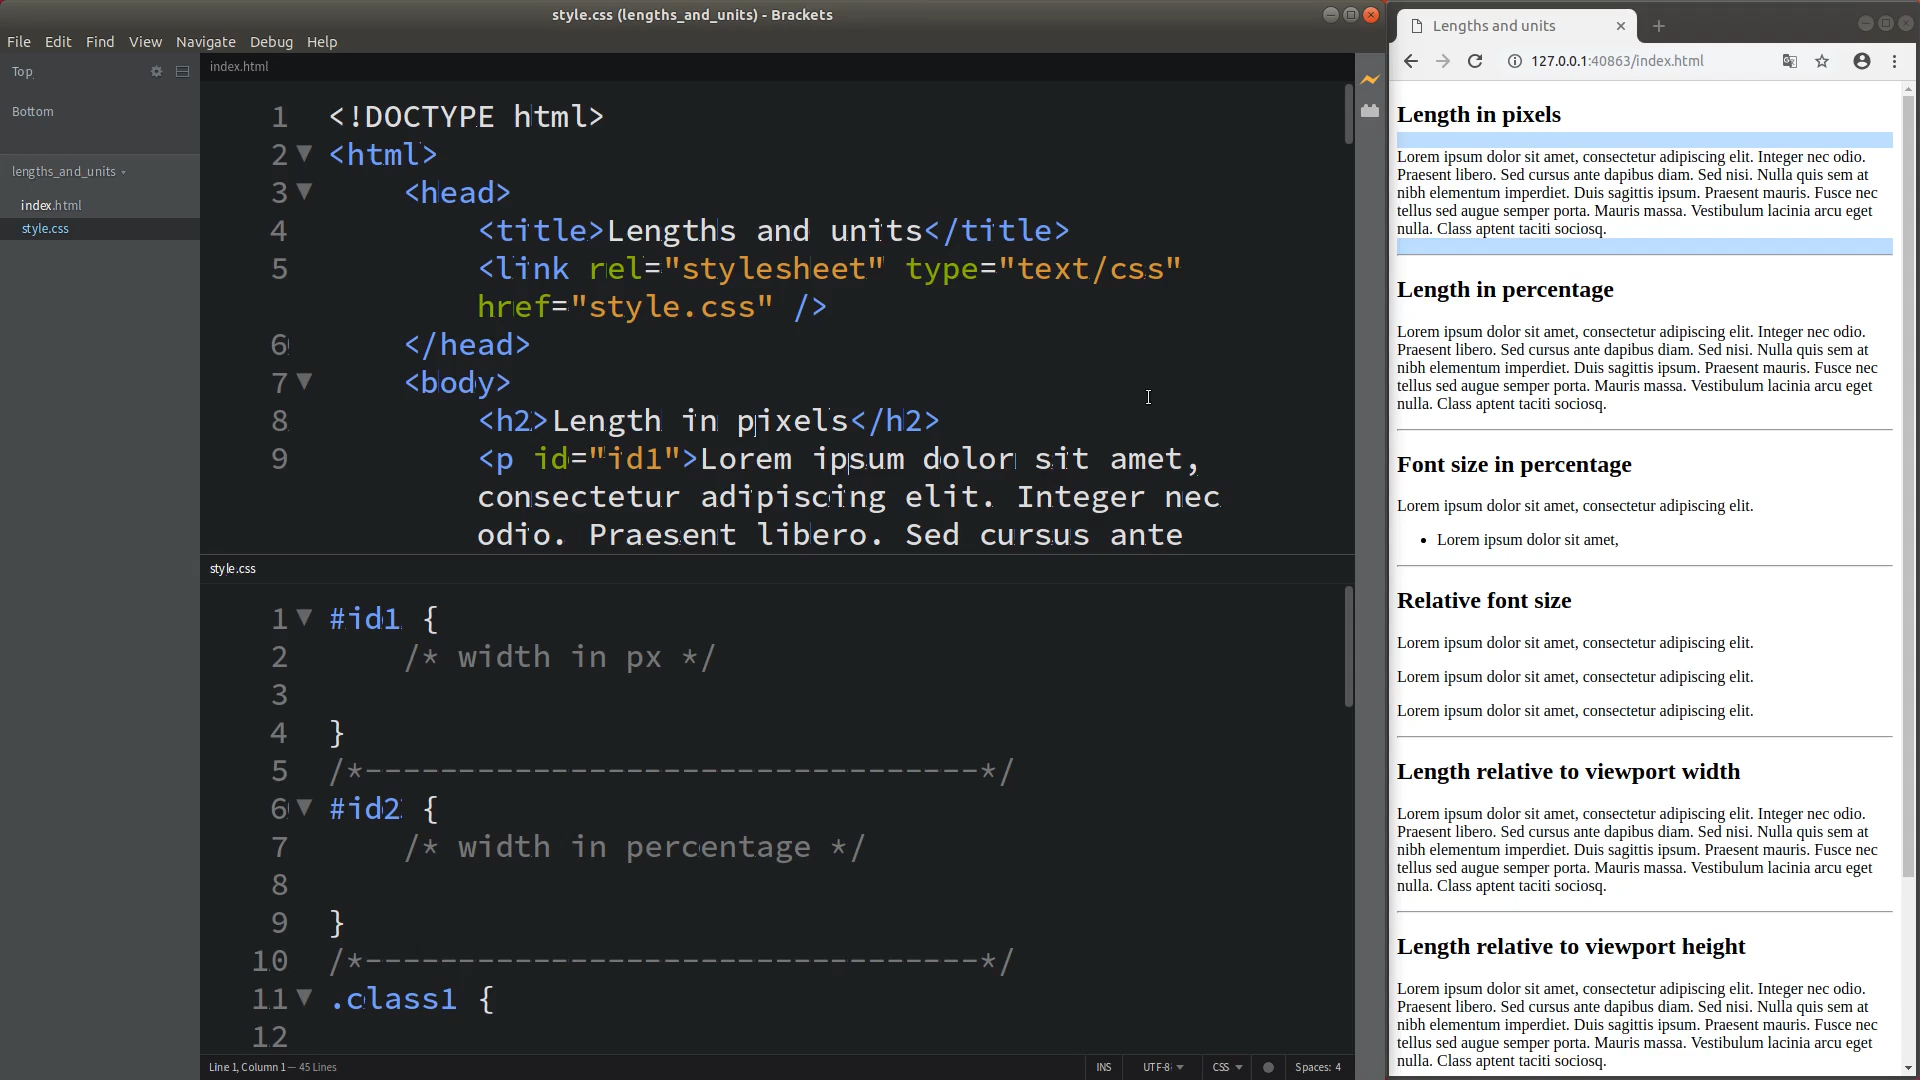 style.css (lengths_and_units) - Brackets
File Edit Find View Navigate Debug Help
Top
Bottom
lengths_and_units
index.html
style.css
index.html
1 <!DOCTYPE html>
2 <html>
3 <head>
4 <title>Lengths and units</title>
5 <link rel="stylesheet" type="text/css"
href="style.css" />
6 </head>
7 <body>
8 <h2>Length in pixels</h2>
9 <p id="id1">Lorem ipsum dolor sit amet,
consectetur adipiscing elit. Integer nec
odio. Praesent libero. Sed cursus ante
style.css
1 #id1 {
2 /* width in px */
3
4 }
5 /*---------------------------------*/
6 #id2 {
7 /* width in percentage */
8
9 }
10 /*---------------------------------*/
11 .class1 {
12
Line 1, Column 1 — 45 Lines
INS UTF-8 CSS Spaces: 4
Lengths and units
127.0.0.1:40863/index.html
Length in pixels
Lorem ipsum dolor sit amet, consectetur adipiscing elit. Integer nec odio.
Praesent libero. Sed cursus ante dapibus diam. Sed nisi. Nulla quis sem at
nibh elementum imperdiet. Duis sagittis ipsum. Praesent mauris. Fusce nec
tellus sed augue semper porta. Mauris massa. Vestibulum lacinia arcu eget
nulla. Class aptent taciti sociosq.
Length in percentage
Lorem ipsum dolor sit amet, consectetur adipiscing elit. Integer nec odio.
Praesent libero. Sed cursus ante dapibus diam. Sed nisi. Nulla quis sem at
nibh elementum imperdiet. Duis sagittis ipsum. Praesent mauris. Fusce nec
tellus sed augue semper porta. Mauris massa. Vestibulum lacinia arcu eget
nulla. Class aptent taciti sociosq.
Font size in percentage
Lorem ipsum dolor sit amet, consectetur adipiscing elit.
• Lorem ipsum dolor sit amet,
Relative font size
Lorem ipsum dolor sit amet, consectetur adipiscing elit.
Lorem ipsum dolor sit amet, consectetur adipiscing elit.
Lorem ipsum dolor sit amet, consectetur adipiscing elit.
Length relative to viewport width
Lorem ipsum dolor sit amet, consectetur adipiscing elit. Integer nec odio.
Praesent libero. Sed cursus ante dapibus diam. Sed nisi. Nulla quis sem at
nibh elementum imperdiet. Duis sagittis ipsum. Praesent mauris. Fusce nec
tellus sed augue semper porta. Mauris massa. Vestibulum lacinia arcu eget
nulla. Class aptent taciti sociosq.
Length relative to viewport height
Lorem ipsum dolor sit amet, consectetur adipiscing elit. Integer nec odio.
Praesent libero. Sed cursus ante dapibus diam. Sed nisi. Nulla quis sem at
nibh elementum imperdiet. Duis sagittis ipsum. Praesent mauris. Fusce nec
tellus sed augue semper porta. Mauris massa. Vestibulum lacinia arcu eget
nulla. Class aptent taciti sociosq.